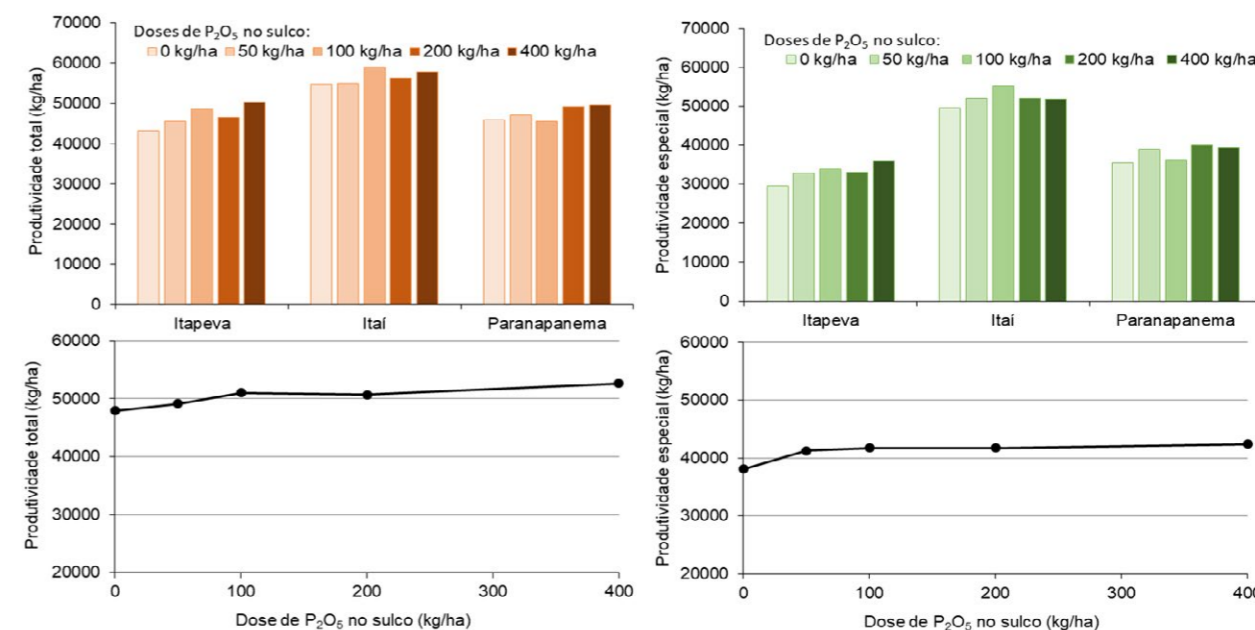 Doses de P₂O₅ no sulco:
0 kg/ha 50 kg/ha 100 kg/ha 200 kg/ha 400 kg/ha
Produtividade total (kg/ha)
70000
60000
50000
40000
30000
20000
10000
0
Itapeva Itaí Paranapanema
Doses de P₂O₅ no sulco:
0 kg/ha 50 kg/ha 100 kg/ha 200 kg/ha 400 kg/ha
Produtividade especial (kg/ha)
70000
60000
50000
40000
30000
20000
10000
0
Itapeva Itaí Paranapanema
Produtividade total (kg/ha)
60000
50000
40000
30000
20000
0 100 200 300 400
Dose de P₂O₅ no sulco (kg/ha)
Produtividade especial (kg/ha)
60000
50000
40000
30000
20000
0 100 200 300 400
Dose de P₂O₅ no sulco (kg/ha)